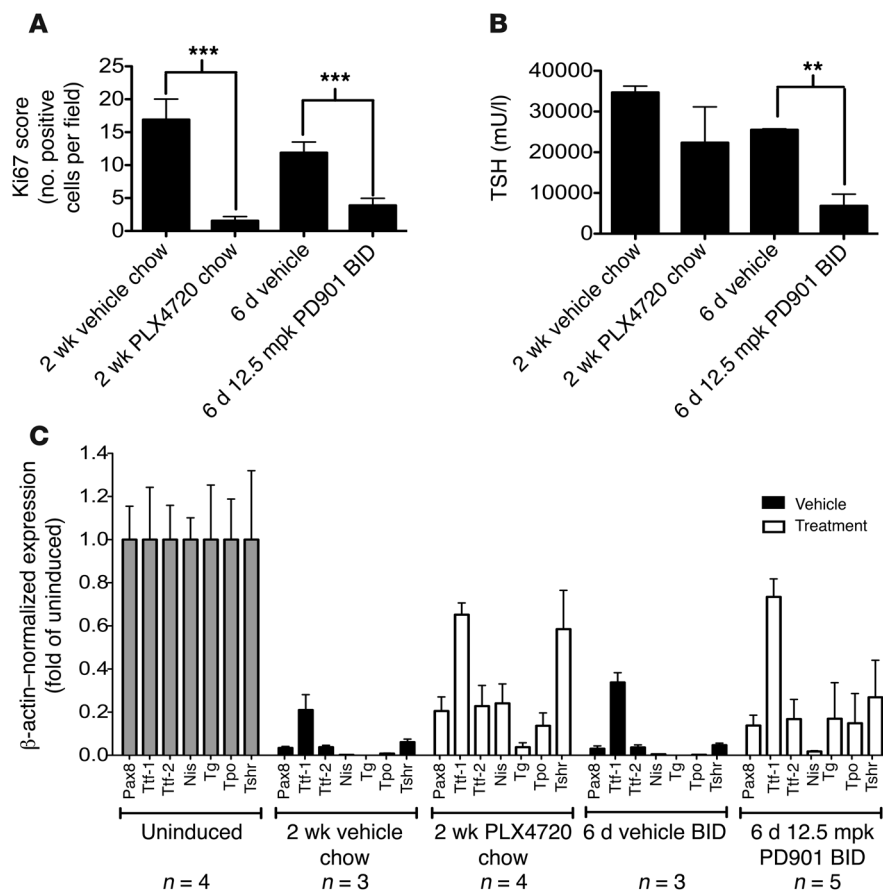 A
Ki67 score
(no. positive
cells per field)
25
20
15
10
5
0
***
***
2 wk vehicle chow
2 wk PLX4720 chow
6 d vehicle
6 d 12.5 mpk PD901 BID
B
TSH (mU/l)
40000
30000
20000
10000
0
**
2 wk vehicle chow
2 wk PLX4720 chow
6 d vehicle
6 d 12.5 mpk PD901 BID
C
β-actin–normalized expression
(fold of uninduced)
1.4
1.2
1.0
0.8
0.6
0.4
0.2
0.0
Vehicle
Treatment
Pax8 Ttf-1 Ttf-2 Nis Tg Tpo Tshr
Pax8 Ttf-1 Ttf-2 Nis Tg Tpo Tshr
Pax8 Ttf-1 Ttf-2 Nis Tg Tpo Tshr
Pax8 Ttf-1 Ttf-2 Nis Tg Tpo Tshr
Pax8 Ttf-1 Ttf-2 Nis Tg Tpo Tshr
Uninduced
n = 4
2 wk vehicle
chow
n = 3
2 wk PLX4720
chow
n = 4
6 d vehicle BID
n = 3
6 d 12.5 mpk
PD901 BID
n = 5